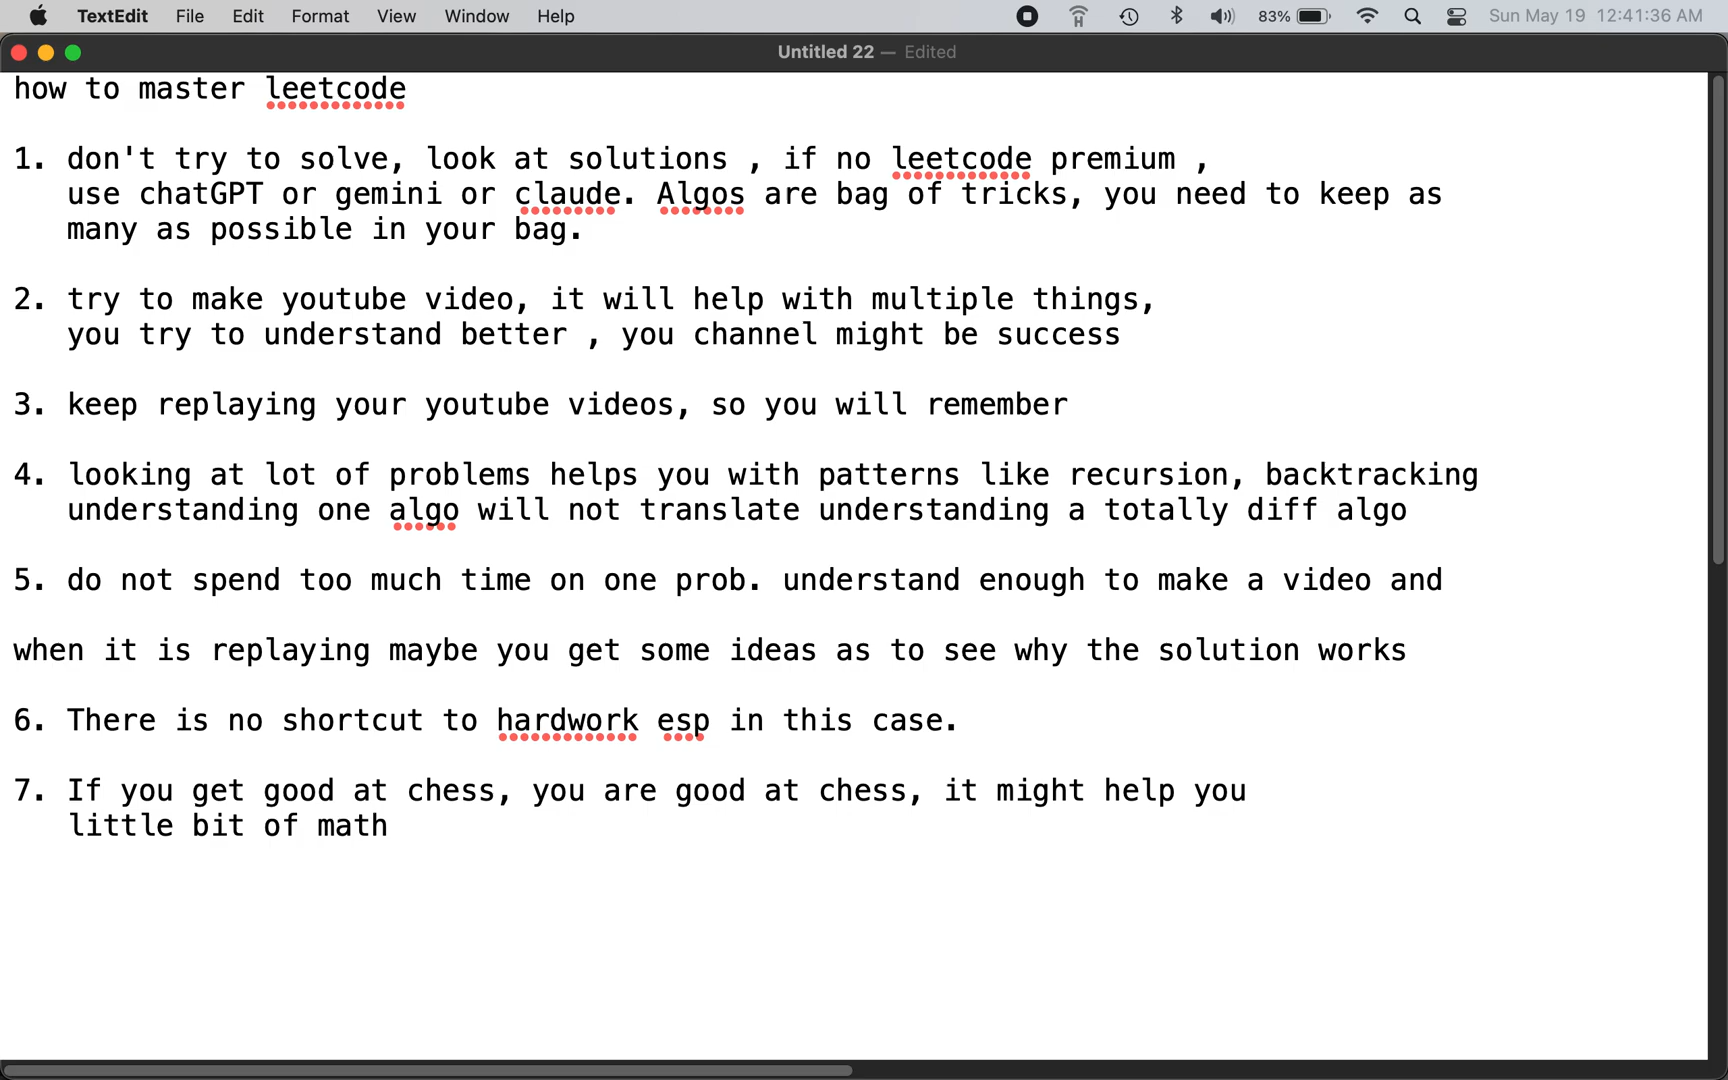 TextEdit File Edit Format View Window Help 83% Sun May 19 12:41:36 AM
Untitled 22 — Edited
how to master leetcode
1. don't try to solve, look at solutions , if no leetcode premium ,
use chatGPT or gemini or claude. Algos are bag of tricks, you need to keep as
many as possible in your bag.
2. try to make youtube video, it will help with multiple things,
you try to understand better , you channel might be success
3. keep replaying your youtube videos, so you will remember
4. looking at lot of problems helps you with patterns like recursion, backtracking
understanding one algo will not translate understanding a totally diff algo
5. do not spend too much time on one prob. understand enough to make a video and
when it is replaying maybe you get some ideas as to see why the solution works
6. There is no shortcut to hardwork esp in this case.
7. If you get good at chess, you are good at chess, it might help you
little bit of math